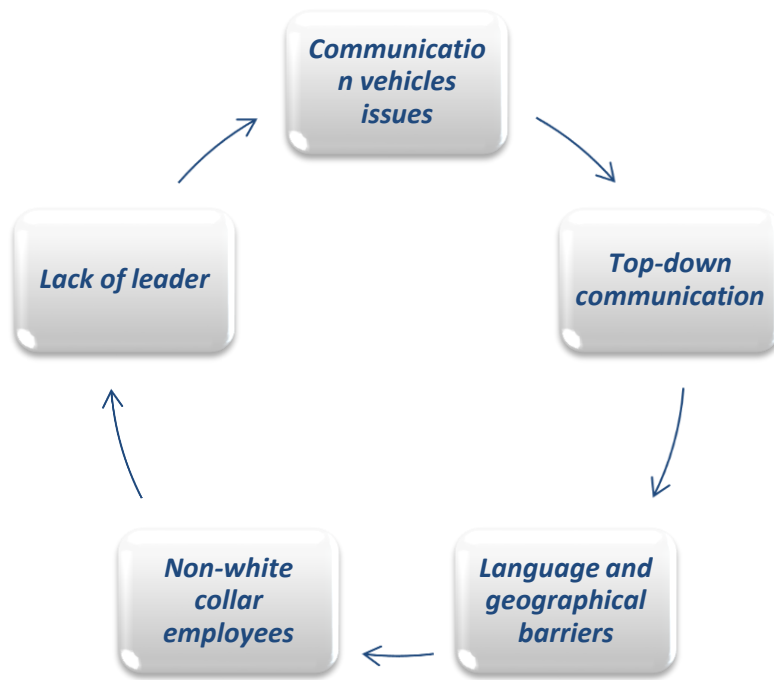 Communicatio
n vehicles
issues
Top-down
communication
Language and
geographical
barriers
Non-white
collar
employees
Lack of leader